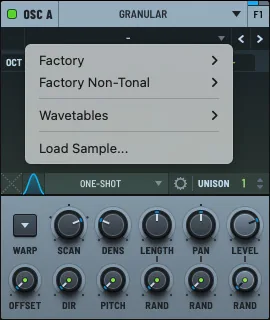 OSC A GRANULAR F1
-
OCT
Factory
Factory Non-Tonal
Wavetables
Load Sample...
ONE-SHOT UNISON 1
WARP SCAN DENS LENGTH PAN LEVEL
OFFSET DIR PITCH RAND RAND RAND